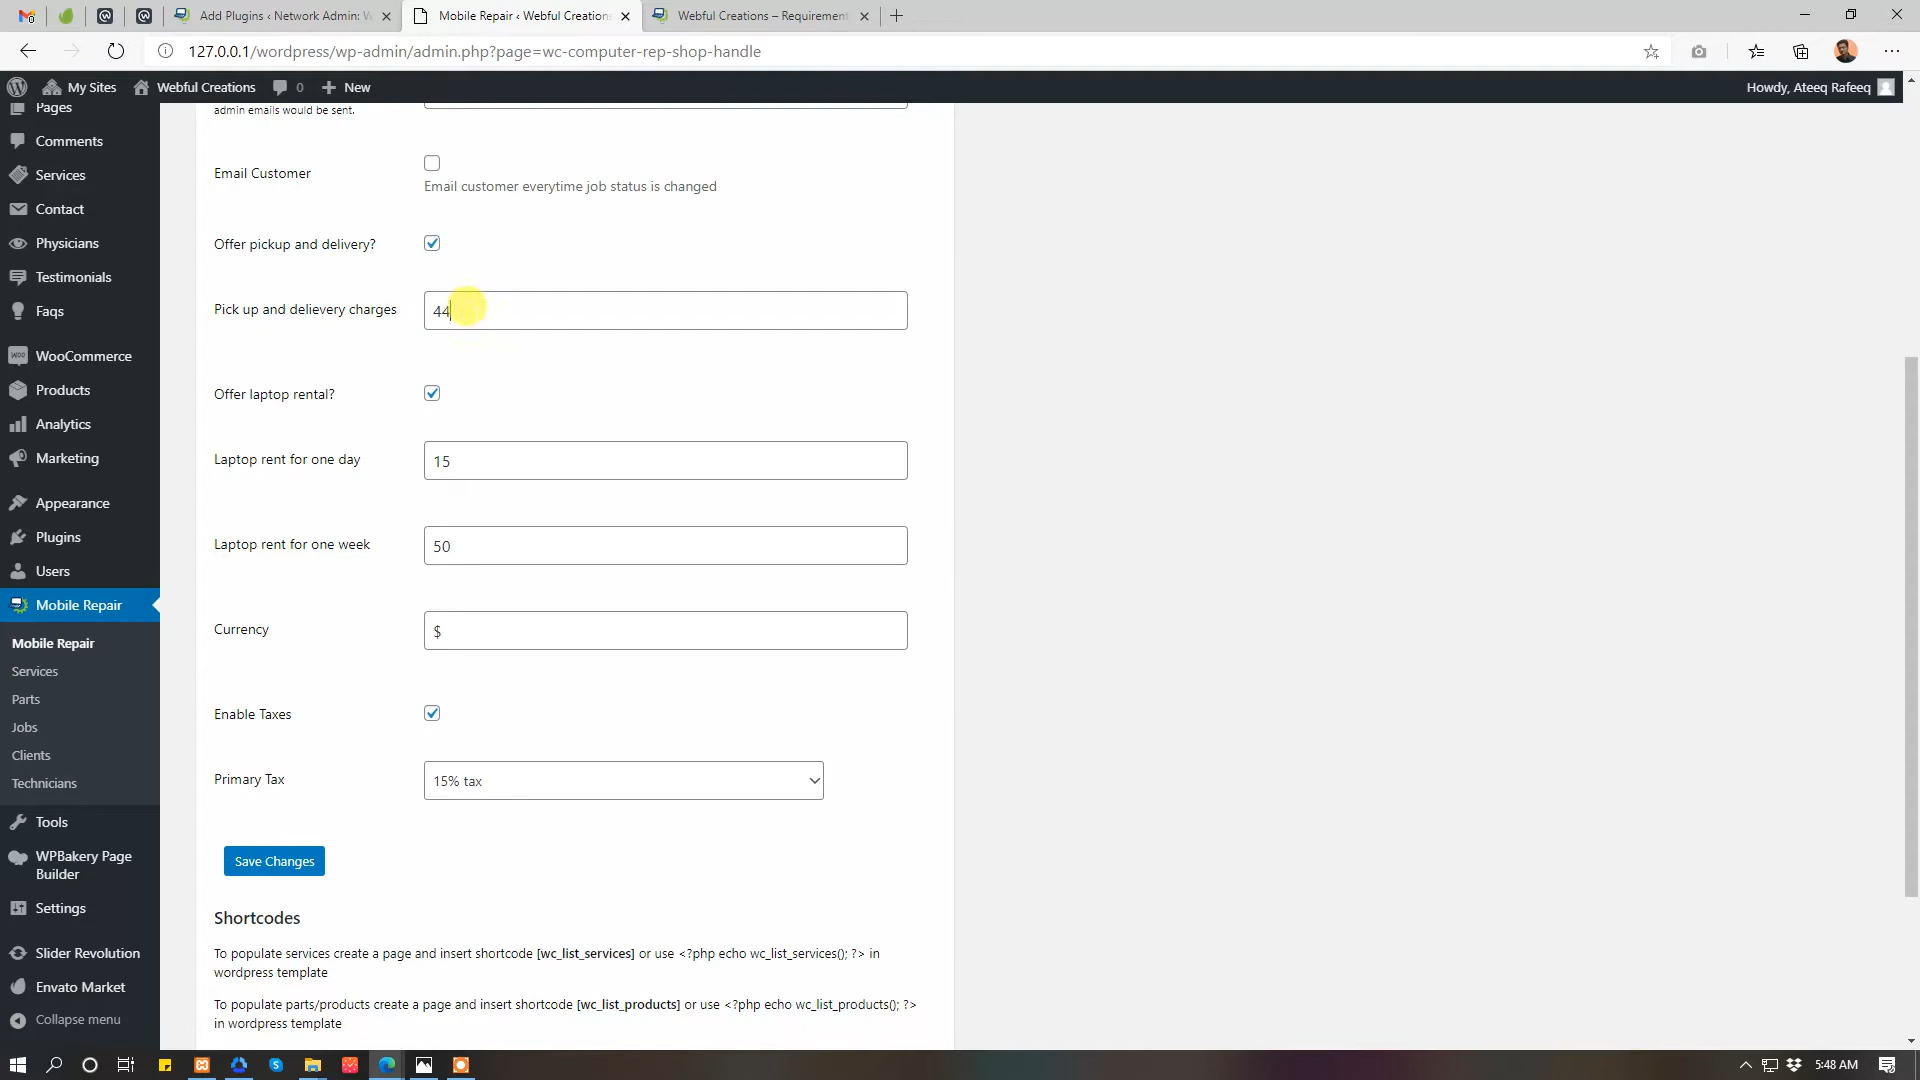 Add Plugins ‹ Network Admin: W
Mobile Repair ‹ Webful Creations
Webful Creations – Requirement
127.0.0.1/wordpress/wp-admin/admin.php?page=wc-computer-rep-shop-handle
My Sites
Webful Creations
0
New
Howdy, Ateeq Rafeeq
Pages
Comments
Services
Contact
Physicians
Testimonials
Faqs
WooCommerce
Products
Analytics
Marketing
Appearance
Plugins
Users
Mobile Repair
Mobile Repair
Services
Parts
Jobs
Clients
Technicians
Tools
WPBakery Page
Builder
Settings
Slider Revolution
Envato Market
Collapse menu
admin emails would be sent.
Email Customer
Email customer everytime job status is changed
Offer pickup and delivery?
Pick up and delievery charges
44
Offer laptop rental?
Laptop rent for one day
15
Laptop rent for one week
50
Currency
$
Enable Taxes
Primary Tax
15% tax
Save Changes
Shortcodes
To populate services create a page and insert shortcode [wc_list_services] or use <?php echo wc_list_services(); ?> in
wordpress template
To populate parts/products create a page and insert shortcode [wc_list_products] or use <?php echo wc_list_products(); ?>
in wordpress template
5:48 AM